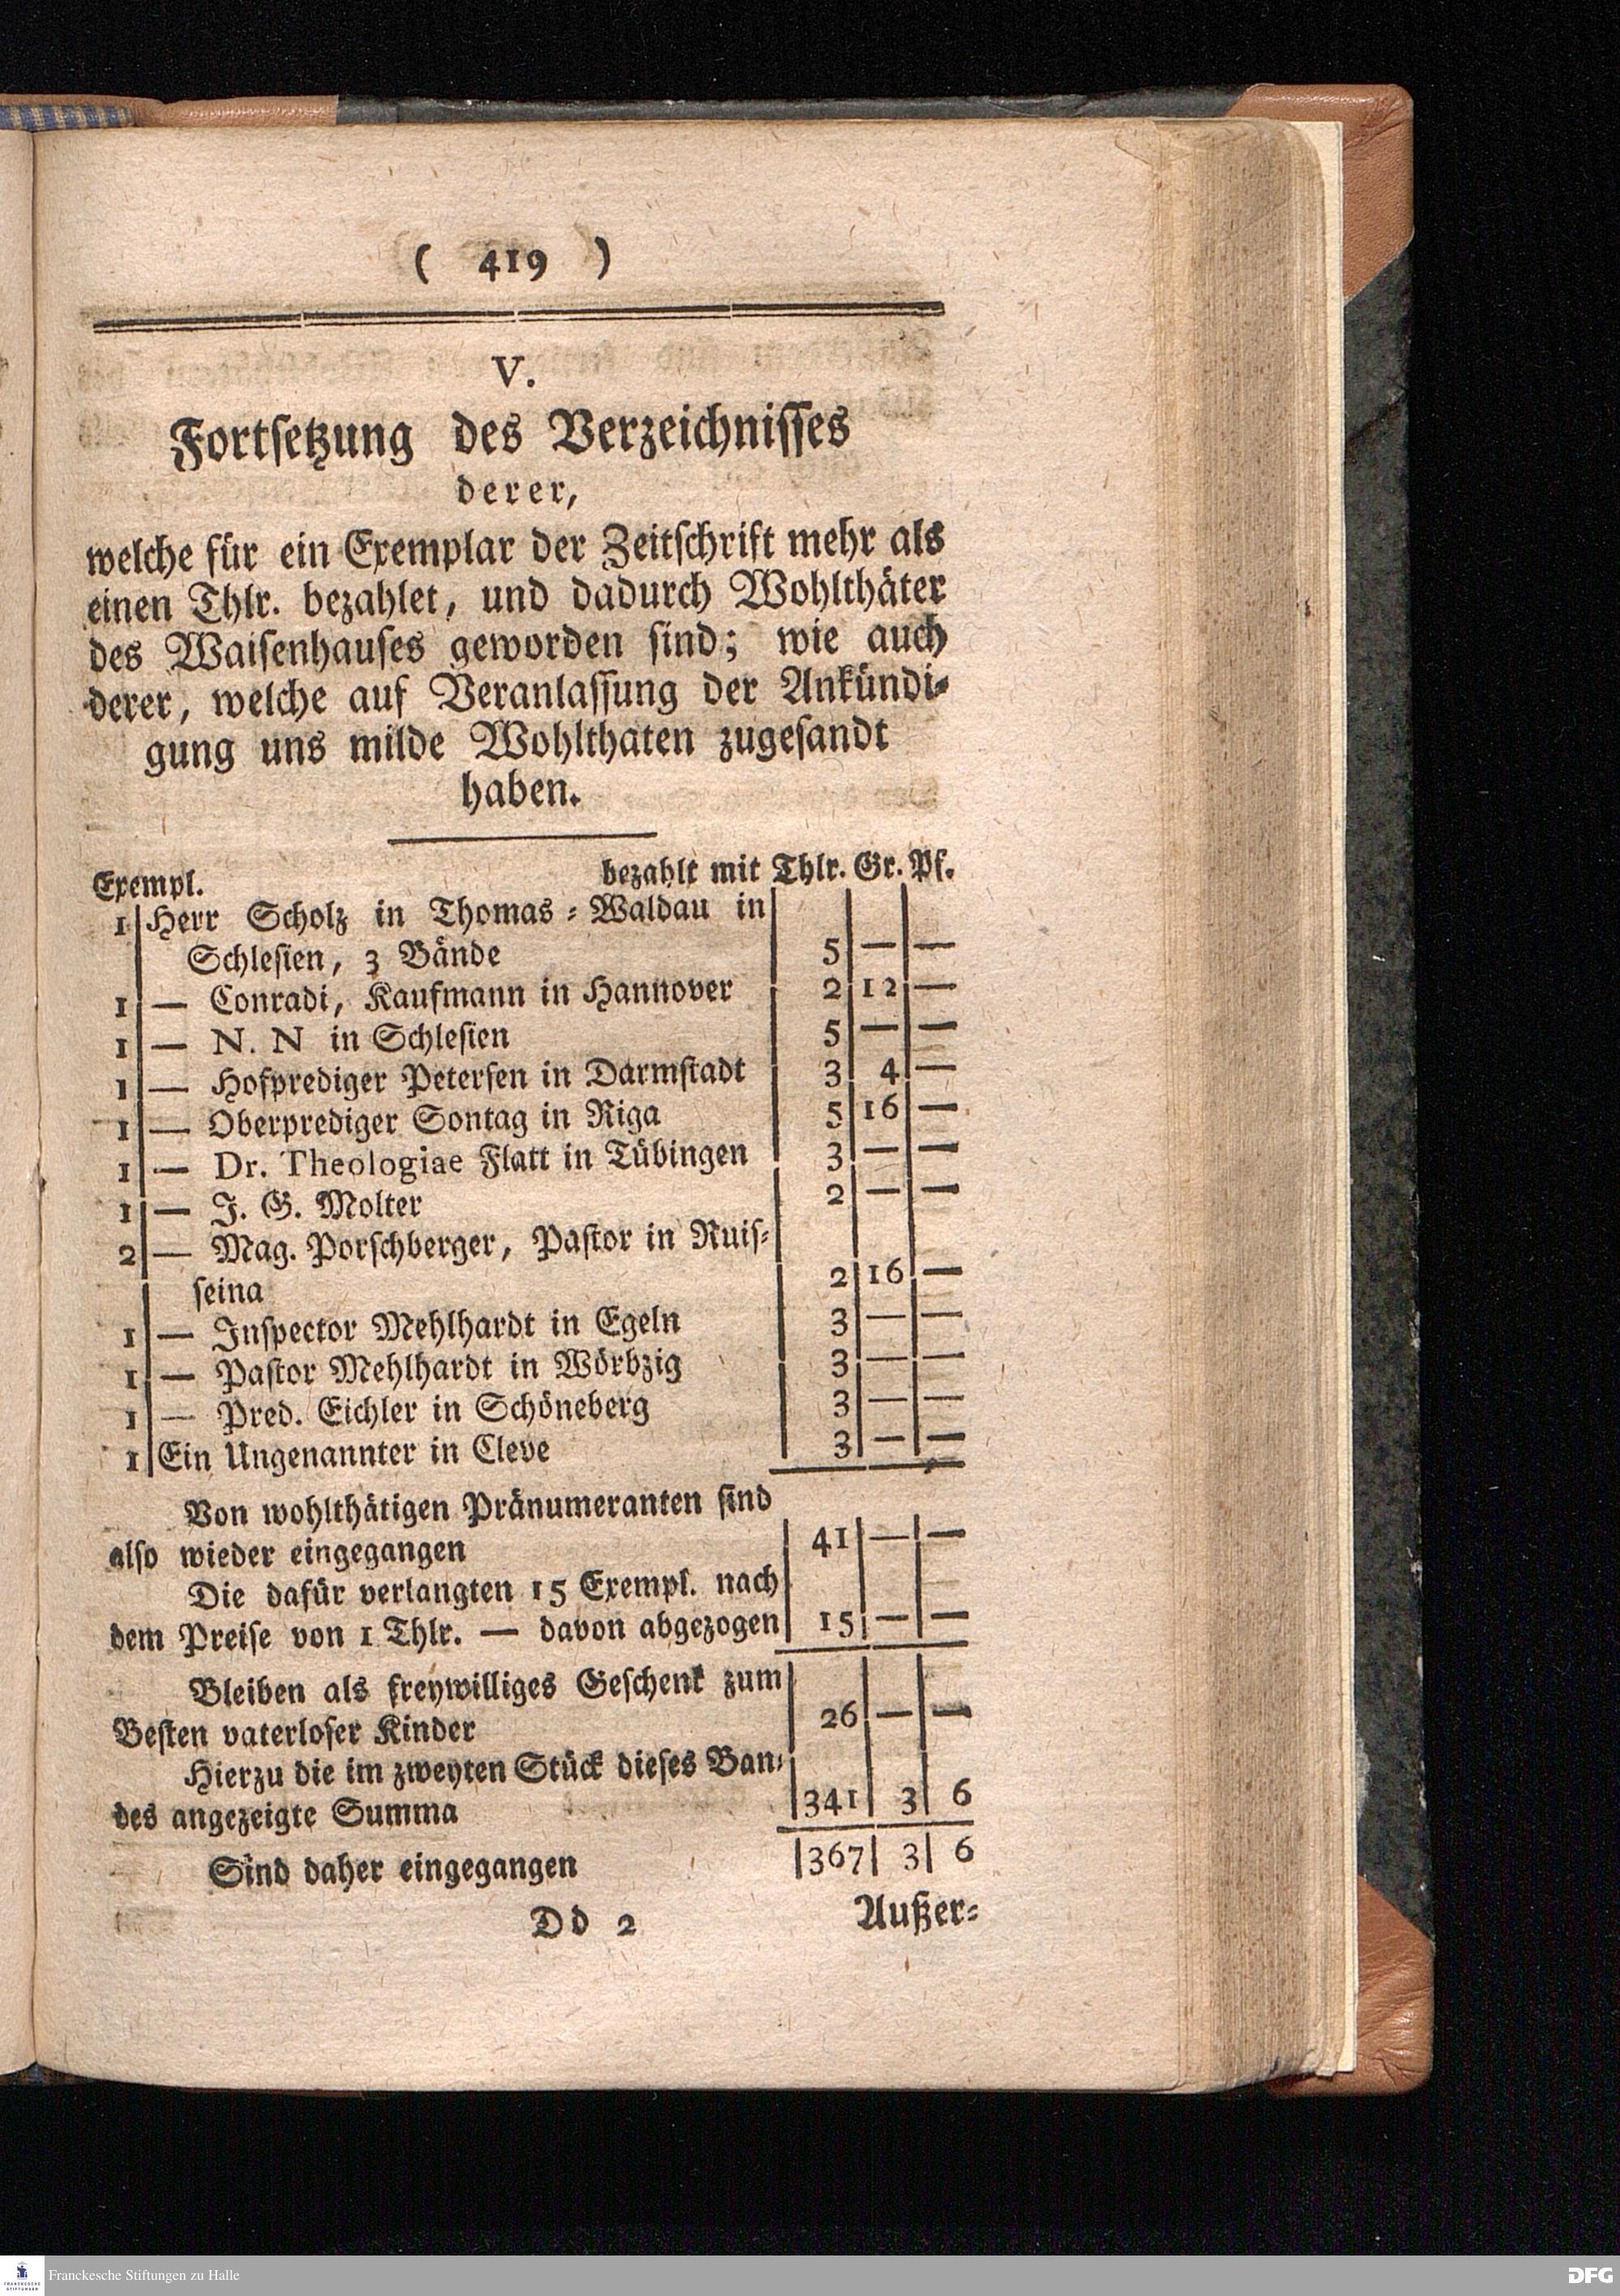 ( 419 )
V.
Fortsetzung des Verzeichnisses
derer,
welche für ein Exemplar der Zeitschrift mehr als
einen Thlr. bezahlet, und dadurch Wohlthäter
des Waisenhauses geworden sind; wie auch
derer, welche auf Veranlassung der Ankündi-
gung uns milde Wohlthaten zugesandt
haben.
Exempl. bezahlt mit Thlr. Gr. Pf.
1 Herr Scholz in Thomas-Waldau in
Schlesien, 3 Bände 5 — —
1 — Conradi, Kaufmann in Hannover 2 12 —
1 — N. N in Schlesien 5 — —
1 — Hofprediger Petersen in Darmstadt 3 4 —
1 — Oberprediger Sontag in Riga 5 16 —
1 — Dr. Theologiae Flatt in Tübingen 3 — —
1 — J. G. Molter 2 — —
2 — Mag. Porschberger, Pastor in Ruis-
seina 2 16 —
1 — Inspector Mehlhardt in Egeln 3 — —
1 — Pastor Mehlhardt in Wörbzig 3 — —
1 — Pred. Eichler in Schöneberg 3 — —
1 Ein Ungenannter in Cleve 3 — —
Von wohlthätigen Pränumeranten sind
also wieder eingegangen 41 — —
Die dafür verlangten 15 Exempl. nach
dem Preise von 1 Thlr. — davon abgezogen 15 — —
Bleiben als freywilliges Geschenk zum
Besten vaterloser Kinder 26 — —
Hierzu die im zweyten Stück dieses Ban-
des angezeigte Summa 341 3 6
Sind daher eingegangen 367 3 6
Dd 2 Außer-
FRANCKESCHE STIFTUNGEN
Franckesche Stiftungen zu Halle
DFG